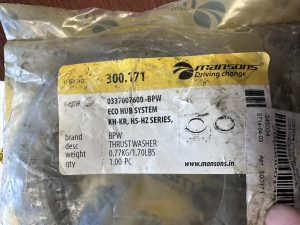 300.171
mansons
Driving change
0337007600-BPW
ECO HUB SYSTEM
KH-KR, HS-HZ SERIES,
brand BPW
desc THRUST WASHER
weight 0.77KG/1.70LBS
qty 1.00-PC
www.mansons.in